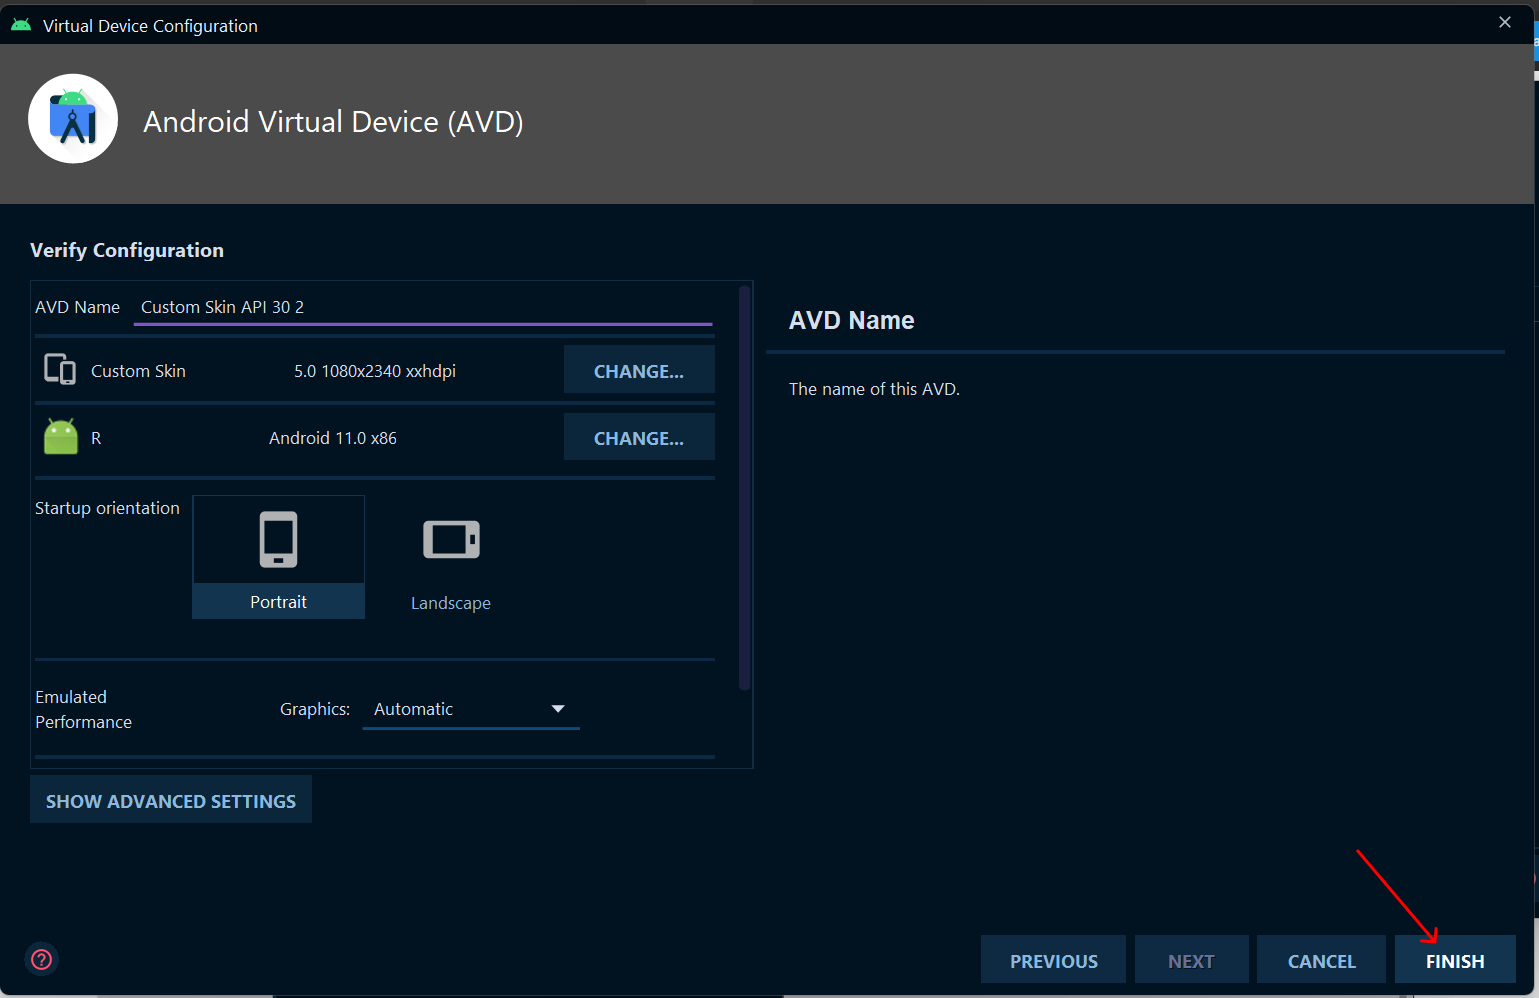 Virtual Device Configuration
Android Virtual Device (AVD)
Verify Configuration
AVD Name Custom Skin API 30 2
Custom Skin 5.0 1080x2340 xxhdpi CHANGE...
R Android 11.0 x86 CHANGE...
Startup orientation
Portrait
Landscape
Emulated
Performance
Graphics: Automatic
SHOW ADVANCED SETTINGS
AVD Name
The name of this AVD.
?
PREVIOUS NEXT CANCEL FINISH